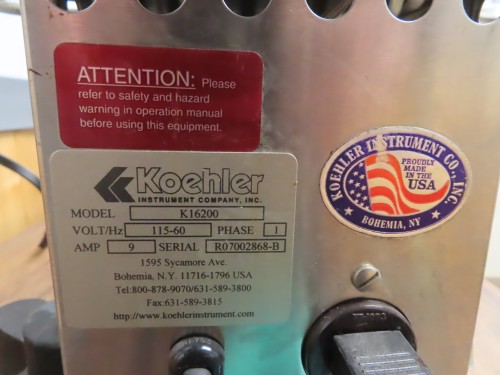 ATTENTION: Please
refer to safety and hazard
warning in operation manual
before using this equipment.
Koehler
INSTRUMENT COMPANY, INC.
MODEL K16200
VOLT/Hz 115-60 PHASE 1
AMP 9 SERIAL R07002868-B
1595 Sycamore Ave.
Bohemia, N.Y. 11716-1796 USA
Tel:800-878-9070/631-589-3800
Fax:631-589-3815
http://www.koehlerinstrument.com
KOEHLER INSTRUMENT CO., INC.
PROUDLY
MADE
IN THE
USA
BOHEMIA, NY